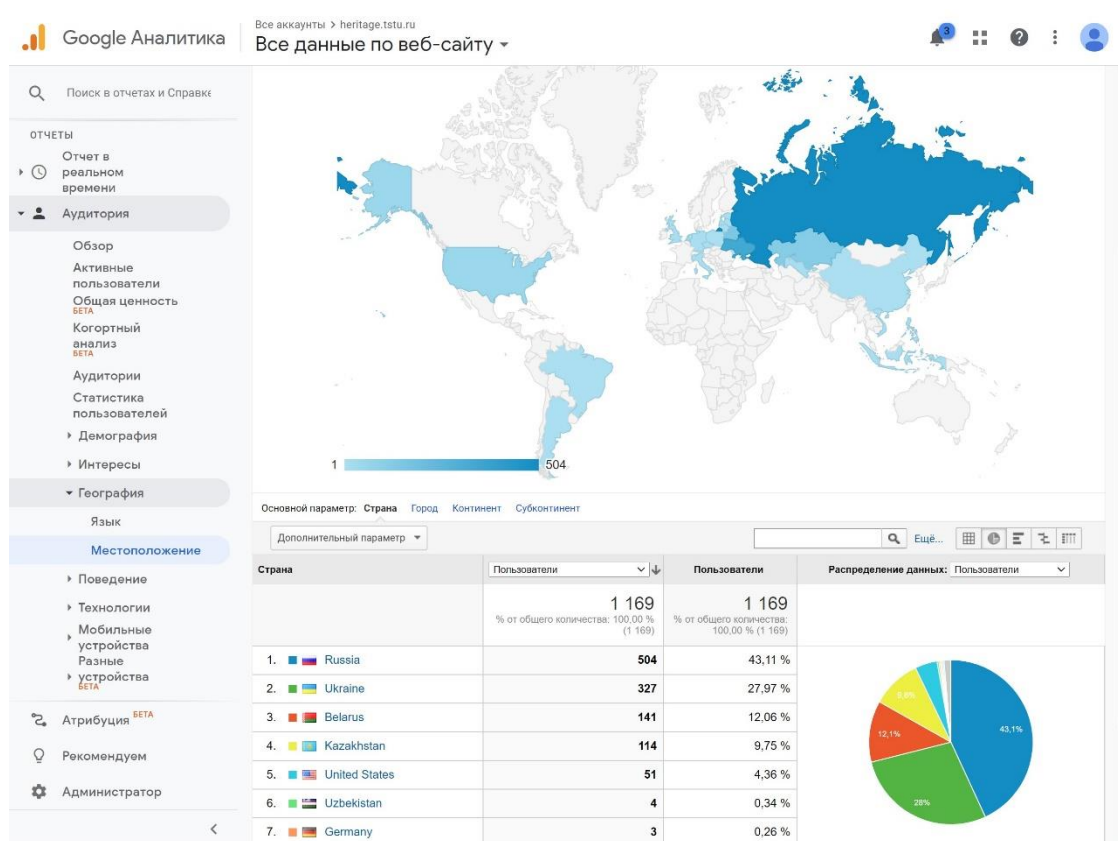 Google Аналитика
Все аккаунты > heritage.tstu.ru
Все данные по веб-сайту
3
Поиск в отчетах и Справке
ОТЧЕТЫ
Отчет в
реальном
времени
Аудитория
Обзор
Активные
пользователи
Общая ценность
БЕТА
Когортный
анализ
БЕТА
Аудитории
Статистика
пользователей
Демография
Интересы
География
Язык
Местоположение
Поведение
Технологии
Мобильные
устройства
Разные
устройства
БЕТА
Атрибуция БЕТА
Рекомендуем
Администратор
1 504
Основной параметр: Страна Город Континент Субконтинент
Дополнительный параметр
Ещё...
Страна Пользователи Пользователи Распределение данных: Пользователи
1 169 1 169
% от общего количества: 100,00 % % от общего количества:
(1 169) 100,00 % (1 169)
1. Russia 504 43,11 %
2. Ukraine 327 27,97 %
3. Belarus 141 12,06 %
4. Kazakhstan 114 9,75 %
5. United States 51 4,36 %
6. Uzbekistan 4 0,34 %
7. Germany 3 0,26 %
43,1%
12,1%
28%